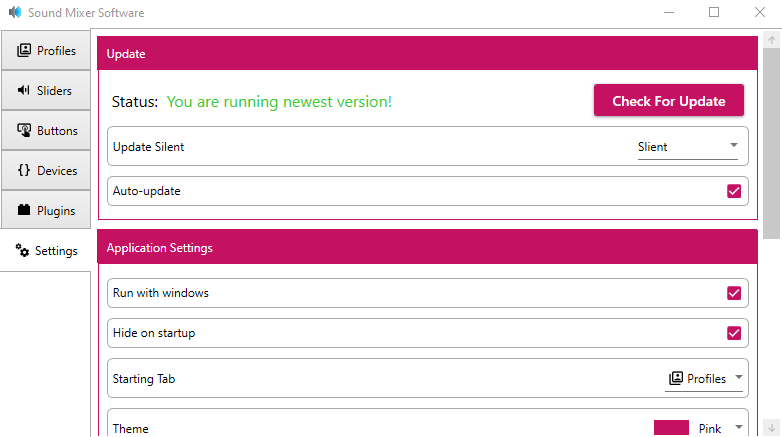 Sound Mixer Software
Profiles
Sliders
Buttons
Devices
Plugins
Settings
Update
Status: You are running newest version!
Check For Update
Update Silent
Slient
Auto-update
Application Settings
Run with windows
Hide on startup
Starting Tab
Profiles
Theme
Pink